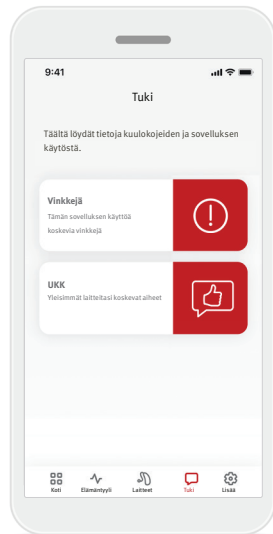 9:41
Tuki
Täältä löydät tietoja kuulokojeiden ja sovelluksen
käytöstä.
Vinkkejä
Tämän sovelluksen käyttöä
koskevia vinkkejä
UKK
Yleisimmät laitteitasi koskevat aiheet
Koti Elämäntyyli Laitteet Tuki Lisää